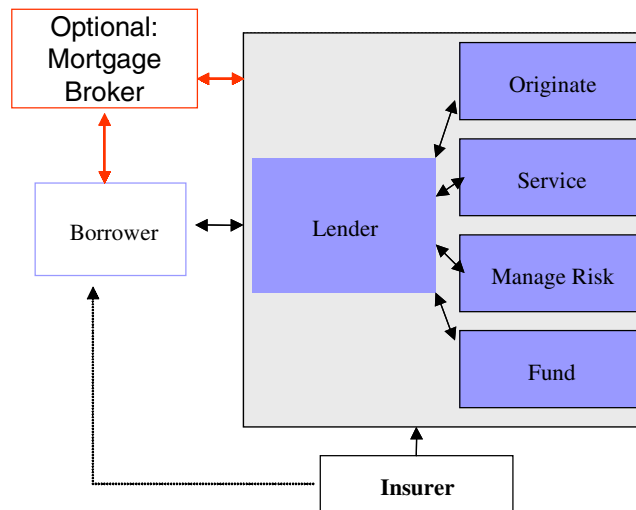 Optional:
Mortgage
Broker
Originate
Service
Borrower
Lender
Manage Risk
Fund
Insurer